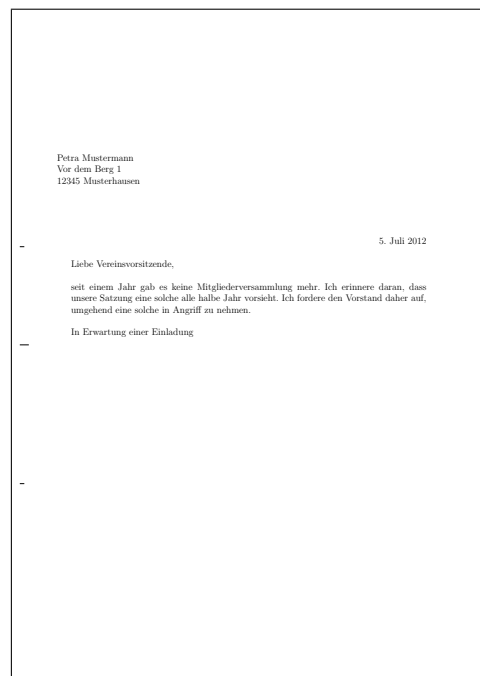 Petra Mustermann
Vor dem Berg 1
12345 Musterhausen
5. Juli 2012
Liebe Vereinsvorsitzende,
seit einem Jahr gab es keine Mitgliederversammlung mehr. Ich erinnere daran, dass
unsere Satzung eine solche alle halbe Jahr vorsieht. Ich fordere den Vorstand daher auf,
umgehend eine solche in Angriff zu nehmen.
In Erwartung einer Einladung